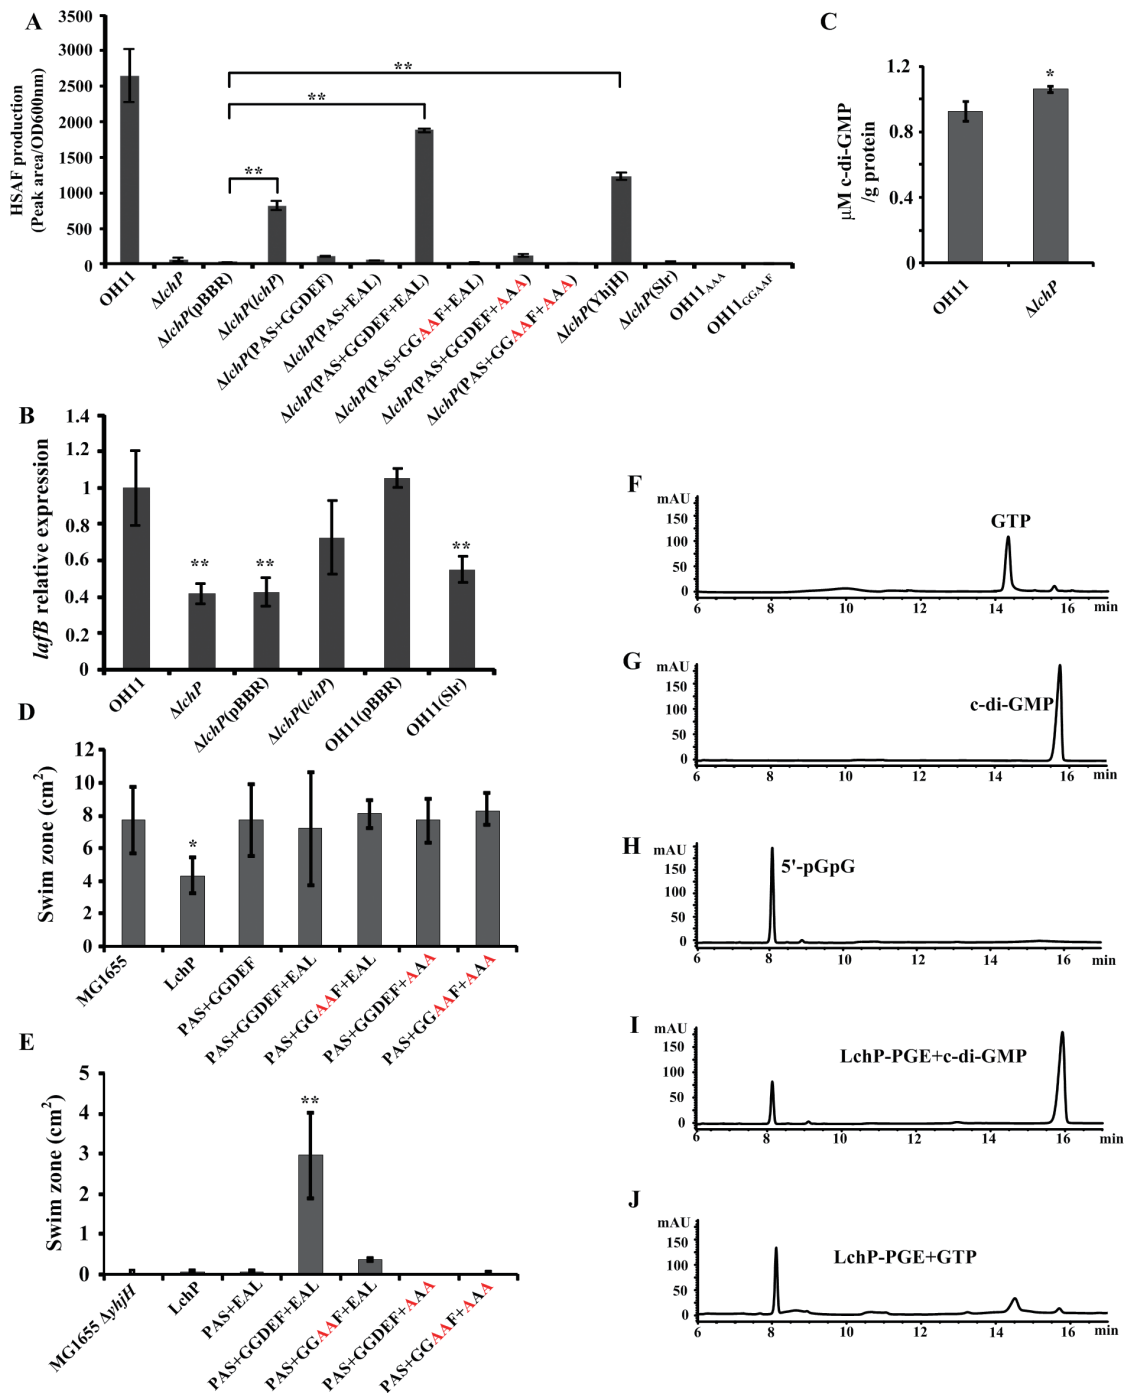 A
HSAF production
(Peak area/OD600nm)
3500
3000
2500
2000
1500
1000
500
0
**
**
**
OH11
ΔlchP
ΔlchP(pBBR)
ΔlchP(lchP)
ΔlchP(PAS+GGDEF)
ΔlchP(PAS+EAL)
ΔlchP(PAS+GGDEF+EAL)
ΔlchP(PAS+GGAAF+EAL)
ΔlchP(PAS+GGDEF+AAA)
ΔlchP(PAS+GGAAF+AAA)
ΔlchP(YhjH)
ΔlchP(Slr)
OH11AAA
OH11GGAAF
C
μM c-di-GMP
/g protein
1.2
0.8
0.4
0
*
OH11
ΔlchP
B
lafB relative expression
1.4
1.2
1
0.8
0.6
0.4
0.2
0
**
**
**
OH11
ΔlchP
ΔlchP(pBBR)
ΔlchP(lchP)
OH11(pBBR)
OH11(Slr)
D
Swim zone (cm2)
12
10
8
6
4
2
0
*
MG1655
LchP
PAS+GGDEF
PAS+GGDEF+EAL
PAS+GGAAF+EAL
PAS+GGDEF+AAA
PAS+GGAAF+AAA
E
Swim zone (cm2)
5
4
3
2
1
0
**
MG1655 ΔyhjH
LchP
PAS+EAL
PAS+GGDEF+EAL
PAS+GGAAF+EAL
PAS+GGDEF+AAA
PAS+GGAAF+AAA
F
mAU
150
100
50
0
GTP
6 8 10 12 14 16 min
G
mAU
150
100
50
0
c-di-GMP
6 8 10 12 14 16 min
H
mAU
150
100
50
0
5'-pGpG
6 8 10 12 14 16 min
I
mAU
150
100
50
0
LchP-PGE+c-di-GMP
6 8 10 12 14 16 min
J
mAU
150
100
50
0
LchP-PGE+GTP
6 8 10 12 14 16 min